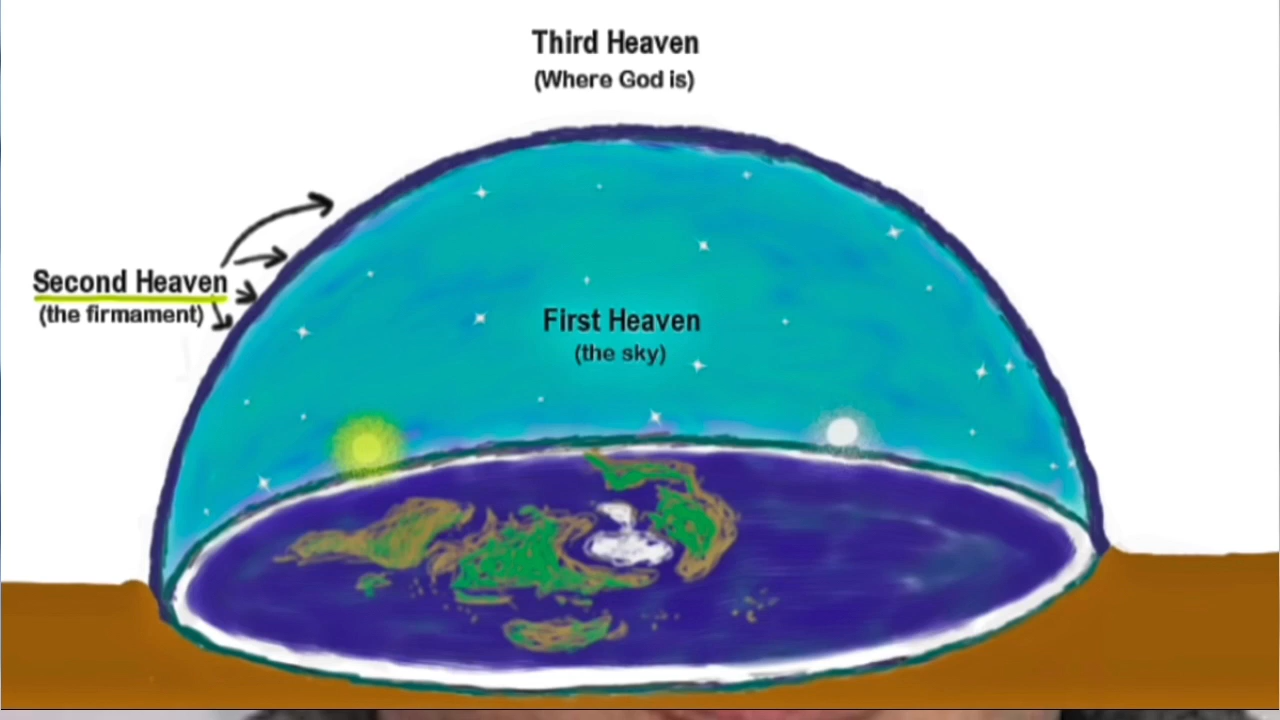 Third Heaven
(Where God is)
Second Heaven
(the firmament)
First Heaven
(the sky)